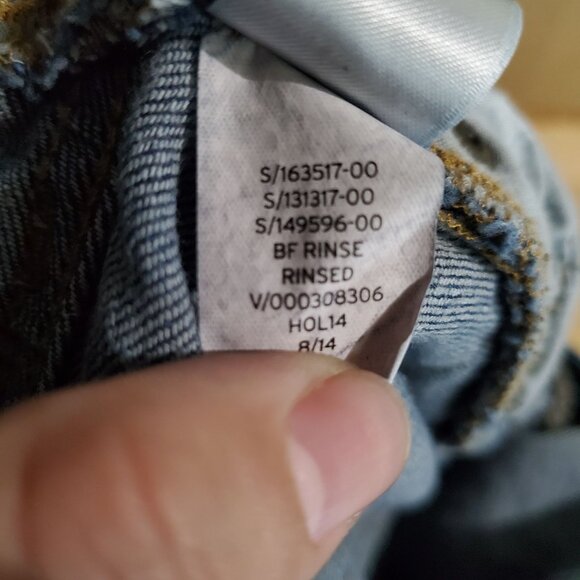 S/163517-00
S/131317-00
S/149596-00
BF RINSE
RINSED
V/000308306
HOL14
8/14